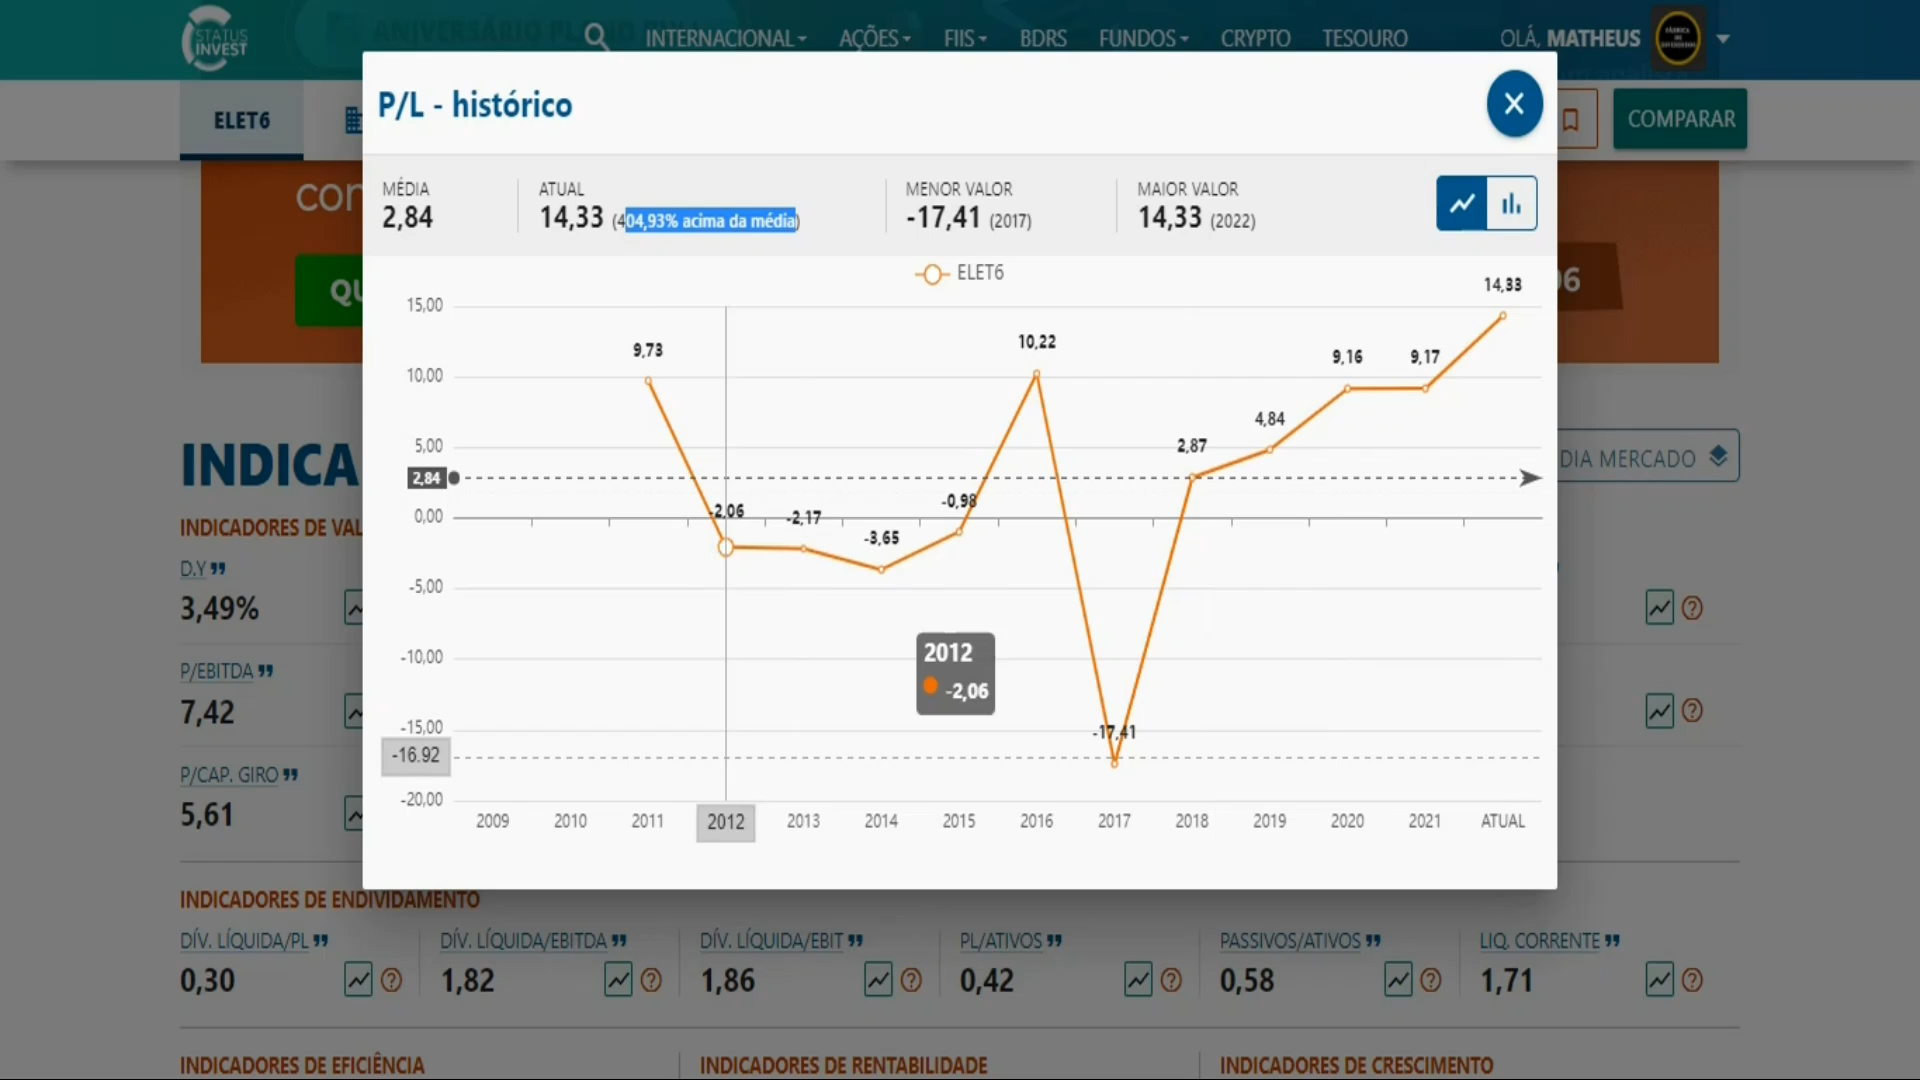 STATUS
INVEST
ANIVERSÁRIO
INTERNACIONAL
AÇÕES
FIIS
BDRS
FUNDOS
CRYPTO
TESOURO
OLÁ, MATHEUS
ELET6
COMPARAR
P/L - histórico
MÉDIA
2,84
ATUAL
14,33 (404,93% acima da média)
MENOR VALOR
-17,41 (2017)
MAIOR VALOR
14,33 (2022)
ELET6
14,33
15,00
10,22
9,73
9,16
9,17
10,00
4,84
5,00
2,87
2,84
-0,98
-2,06
-2,17
0,00
-3,65
-5,00
2012
-2,06
-10,00
-15,00
-17,41
-16.92
-20,00
2009 2010 2011 2012 2013 2014 2015 2016 2017 2018 2019 2020 2021 ATUAL
INDICA
DIA MERCADO
INDICADORES DE VAL
D.Y
3,49%
P/EBITDA
7,42
P/CAP. GIRO
5,61
INDICADORES DE ENDIVIDAMENTO
DÍV. LÍQUIDA/PL
0,30
DÍV. LÍQUIDA/EBITDA
1,82
DÍV. LÍQUIDA/EBIT
1,86
PL/ATIVOS
0,42
PASSIVOS/ATIVOS
0,58
LIQ. CORRENTE
1,71
INDICADORES DE EFICIÊNCIA
INDICADORES DE RENTABILIDADE
INDICADORES DE CRESCIMENTO